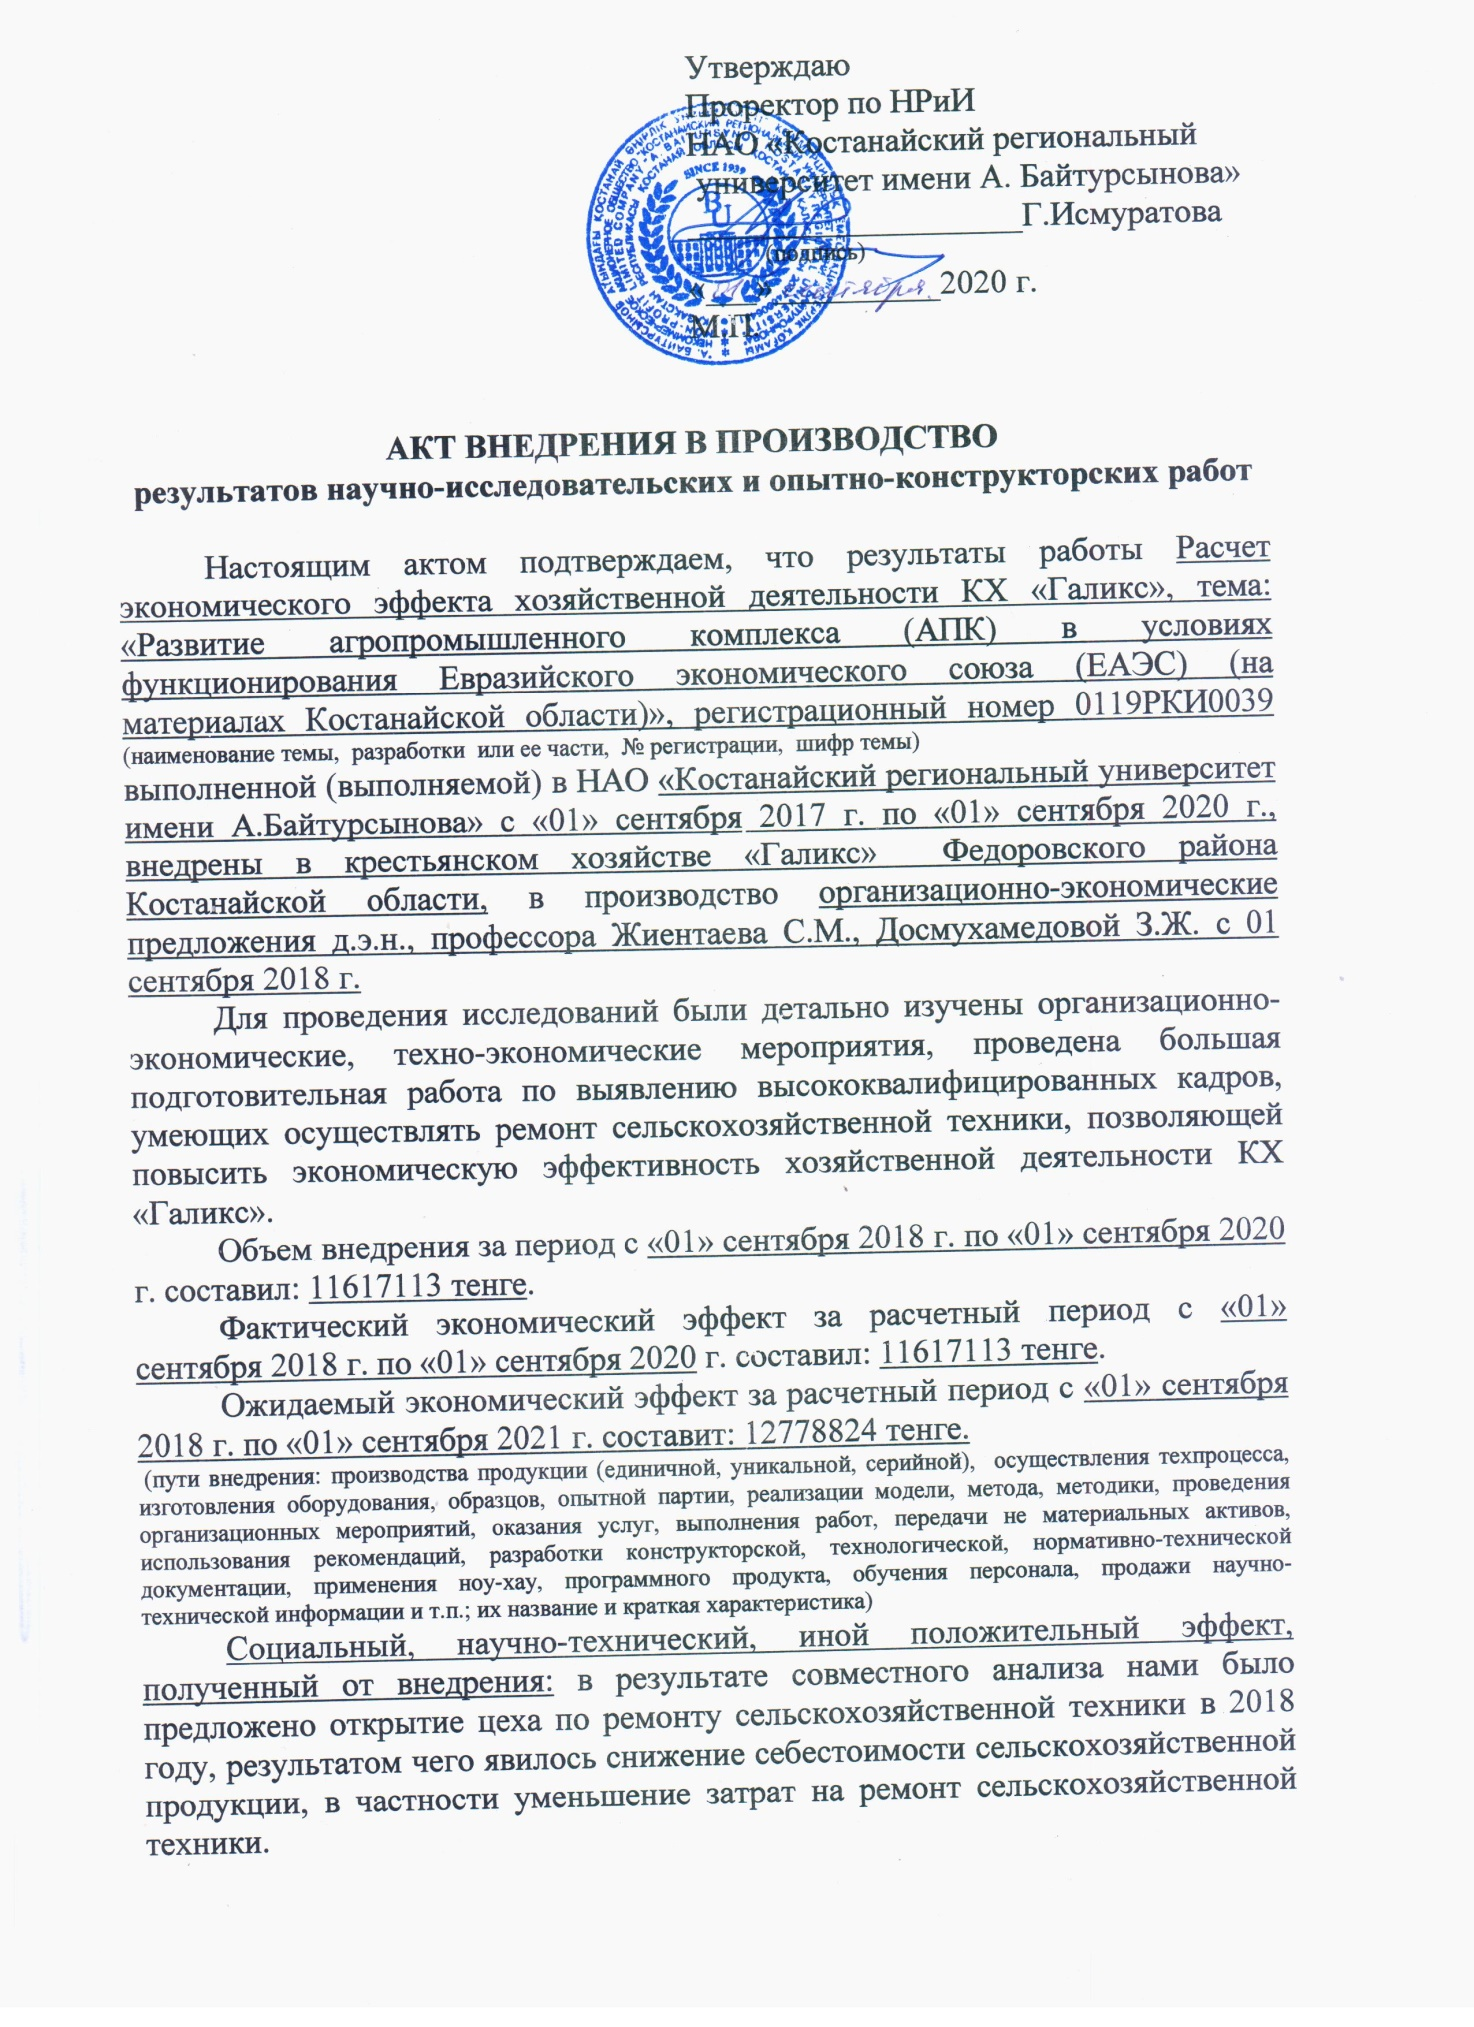 Утверждаю
Проректор по НРиИ
НАО «Костанайский региональный
университет имени А. Байтурсынова»
Г.Исмуратова
(подпись)
« » 2020 г.
М.П.
SINCE 1939
BU
АКТ ВНЕДРЕНИЯ В ПРОИЗВОДСТВО
результатов научно-исследовательских и опытно-конструкторских работ
Настоящим актом подтверждаем, что результаты работы Расчет
экономического эффекта хозяйственной деятельности КХ «Галикс», тема:
«Развитие агропромышленного комплекса (АПК) в условиях
функционирования Евразийского экономического союза (ЕАЭС) (на
материалах Костанайской области)», регистрационный номер 0119РКИ0039
(наименование темы, разработки или ее части, № регистрации, шифр темы)
выполненной (выполняемой) в НАО «Костанайский региональный университет
имени А.Байтурсынова» с «01» сентября 2017 г. по «01» сентября 2020 г.,
внедрены в крестьянском хозяйстве «Галикс» Федоровского района
Костанайской области, в производство организационно-экономические
предложения д.э.н., профессора Жиентаева С.М., Досмухамедовой З.Ж. с 01
сентября 2018 г.
Для проведения исследований были детально изучены организационно-
экономические, техно-экономические мероприятия, проведена большая
подготовительная работа по выявлению высококвалифицированных кадров,
умеющих осуществлять ремонт сельскохозяйственной техники, позволяющей
повысить экономическую эффективность хозяйственной деятельности КХ
«Галикс».
Объем внедрения за период с «01» сентября 2018 г. по «01» сентября 2020
г. составил: 11617113 тенге.
Фактический экономический эффект за расчетный период с «01»
сентября 2018 г. по «01» сентября 2020 г. составил: 11617113 тенге.
Ожидаемый экономический эффект за расчетный период с «01» сентября
2018 г. по «01» сентября 2021 г. составит: 12778824 тенге.
(пути внедрения: производства продукции (единичной, уникальной, серийной), осуществления техпроцесса,
изготовления оборудования, образцов, опытной партии, реализации модели, метода, методики, проведения
организационных мероприятий, оказания услуг, выполнения работ, передачи не материальных активов,
использования рекомендаций, разработки конструкторской, технологической, нормативно-технической
документации, применения ноу-хау, программного продукта, обучения персонала, продажи научно-
технической информации и т.п.; их название и краткая характеристика)
Социальный, научно-технический, иной положительный эффект,
полученный от внедрения: в результате совместного анализа нами было
предложено открытие цеха по ремонту сельскохозяйственной техники в 2018
году, результатом чего явилось снижение себестоимости сельскохозяйственной
продукции, в частности уменьшение затрат на ремонт сельскохозяйственной
техники.